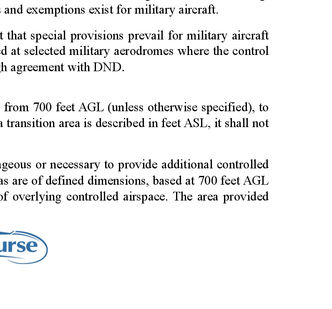 and exemptions exist for military aircraft.
that special provisions prevail for military aircraft
at selected military aerodromes where the control
agreement with DND.
from 700 feet AGL (unless otherwise specified), to
transition area is described in feet ASL, it shall not
or necessary to provide additional controlled
as are of defined dimensions, based at 700 feet AGL
of overlying controlled airspace. The area provided
urse